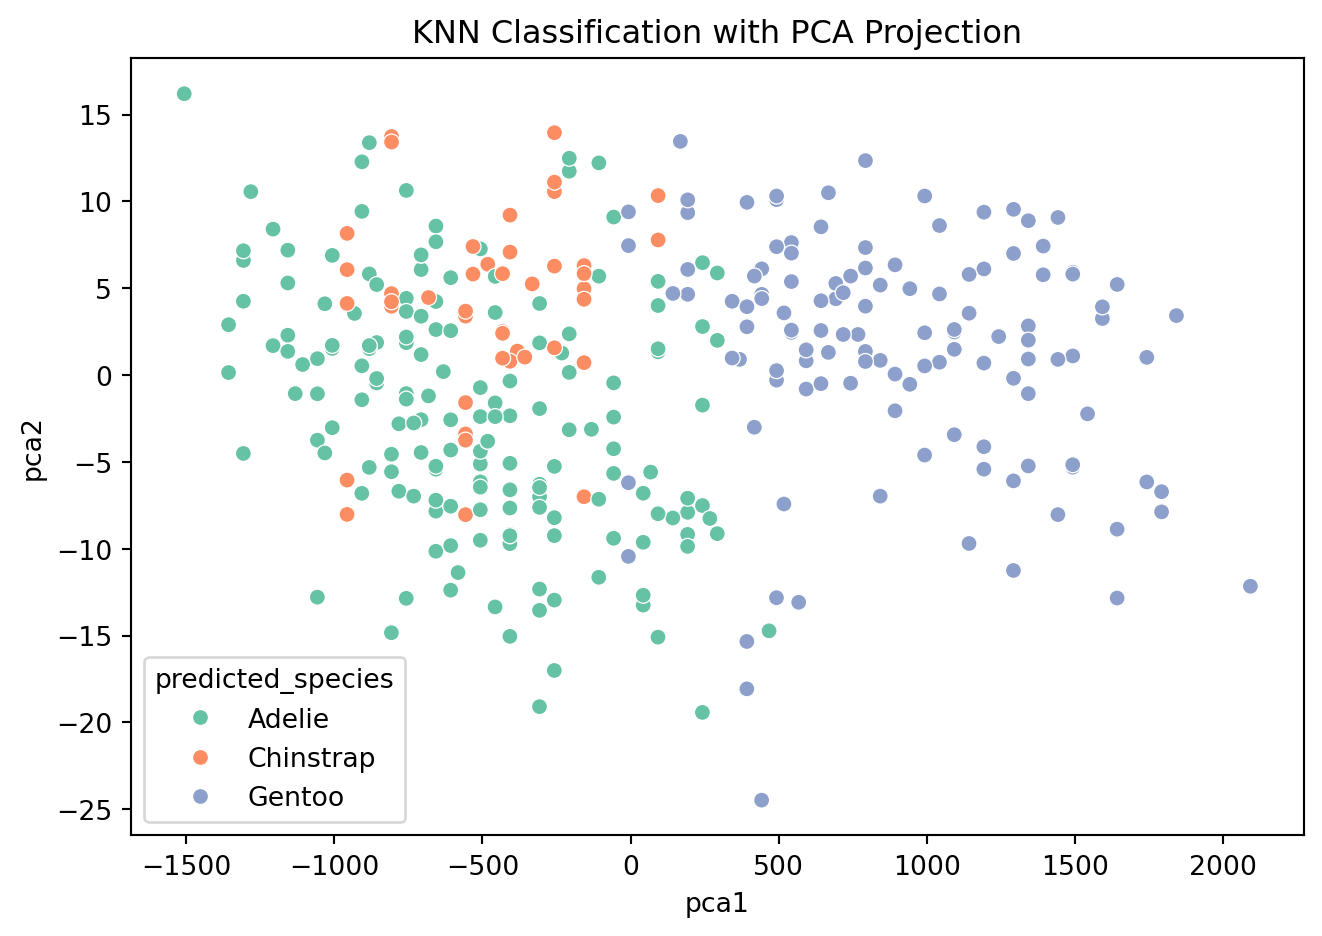 KNN Classification with PCA Projection
15
10
5
0
−5
−10
−15
−20
−25
pca2
predicted_species
Adelie
Chinstrap
Gentoo
−1500 −1000 −500 0 500 1000 1500 2000
pca1